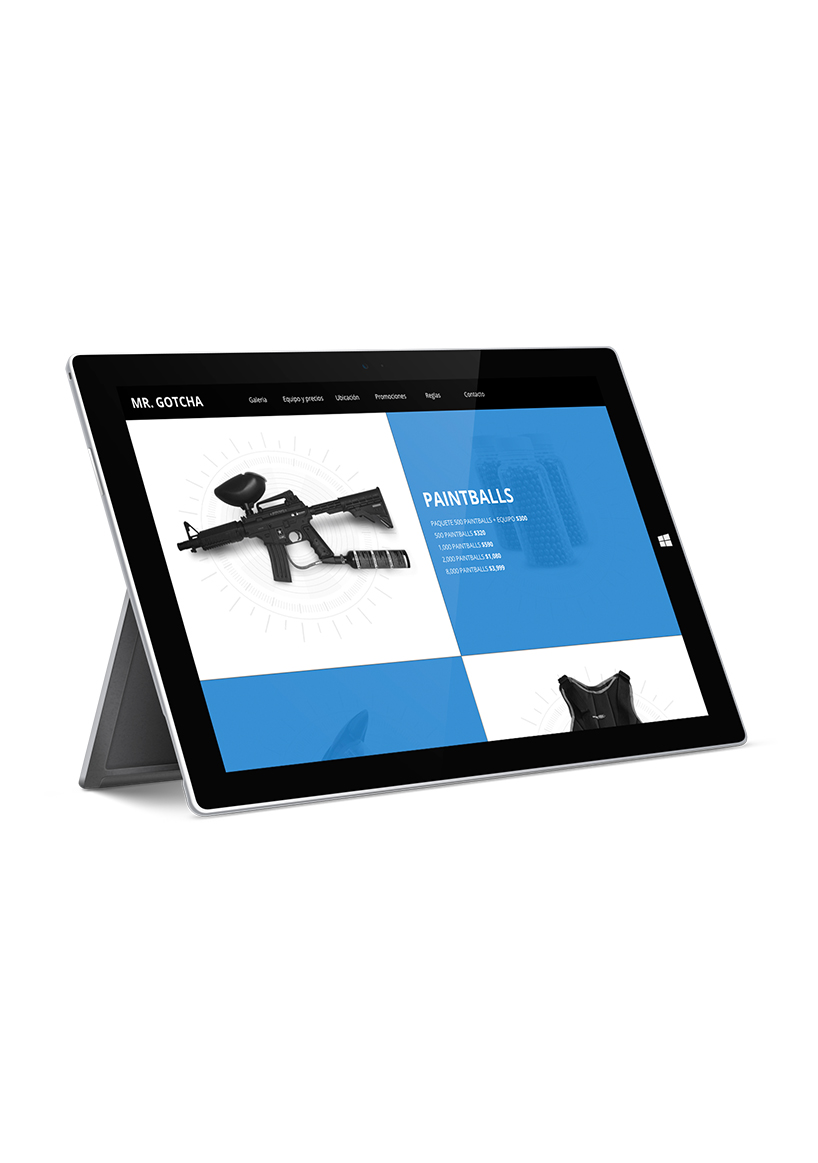 MR. GOTCHA
Galería
Equipo y precios
Ubicación
Promociones
Reglas
Contacto
PAINTBALLS
PAQUETE 500 PAINTBALLS + EQUIPO $300
500 PAINTBALLS $320
1,000 PAINTBALLS $590
2,000 PAINTBALLS $1,080
8,000 PAINTBALLS $3,999